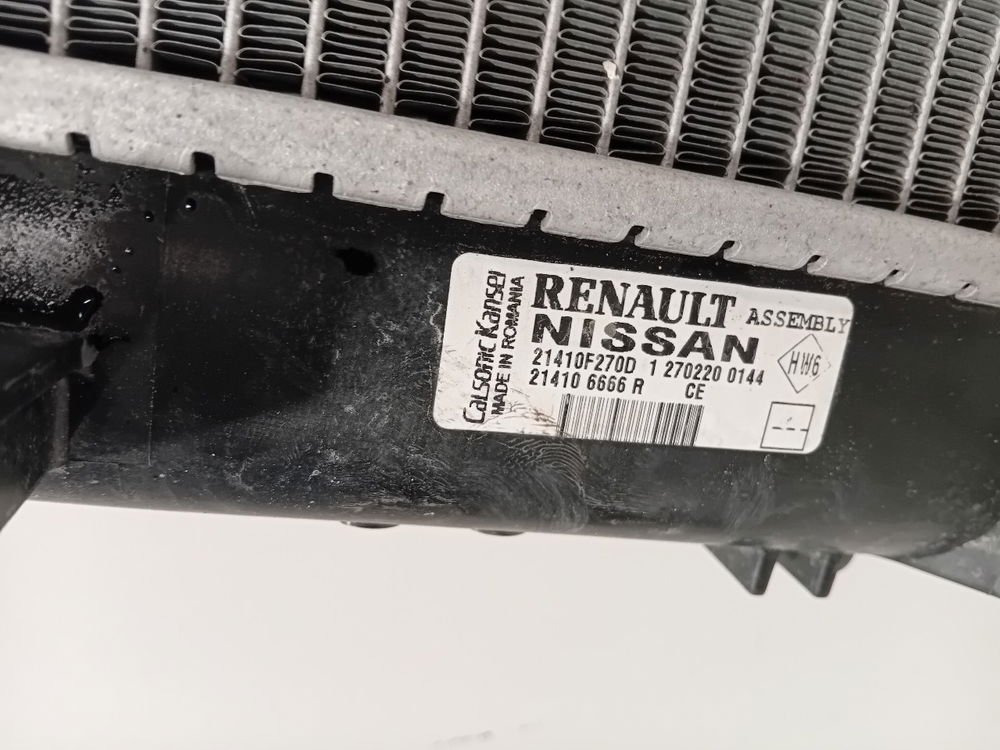 Calsonic Kansei
MADE IN ROMANIA
RENAULT
NISSAN
ASSEMBLY
21410F270D 1 270220 0144
21410 6666 R CE
HW6